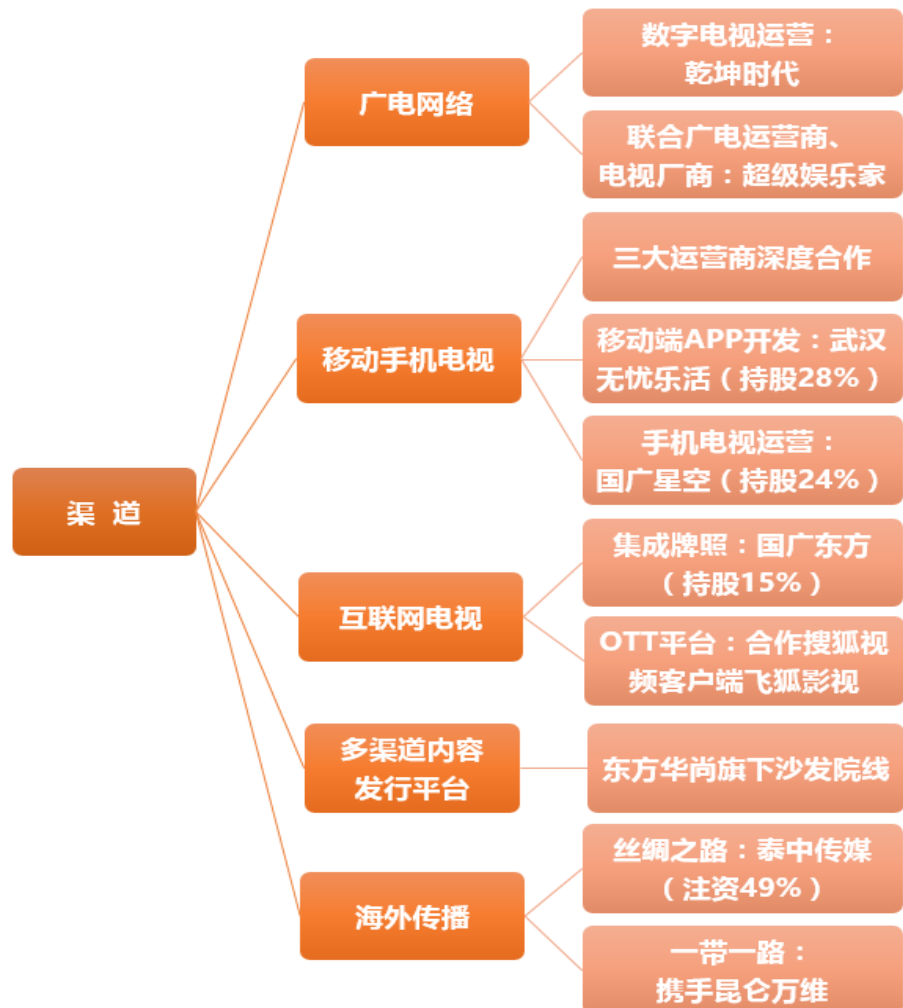 渠 道
广电网络
数字电视运营：
乾坤时代
联合广电运营商、
电视厂商：超级娱乐家
移动手机电视
三大运营商深度合作
移动端APP开发：武汉
无忧乐活（持股28%）
手机电视运营：
国广星空（持股24%）
互联网电视
集成牌照：国广东方
（持股15%）
OTT平台：合作搜狐视
频客户端飞狐影视
多渠道内容
发行平台
东方华尚旗下沙发院线
海外传播
丝绸之路：泰中传媒
（注资49%）
一带一路：
携手昆仑万维